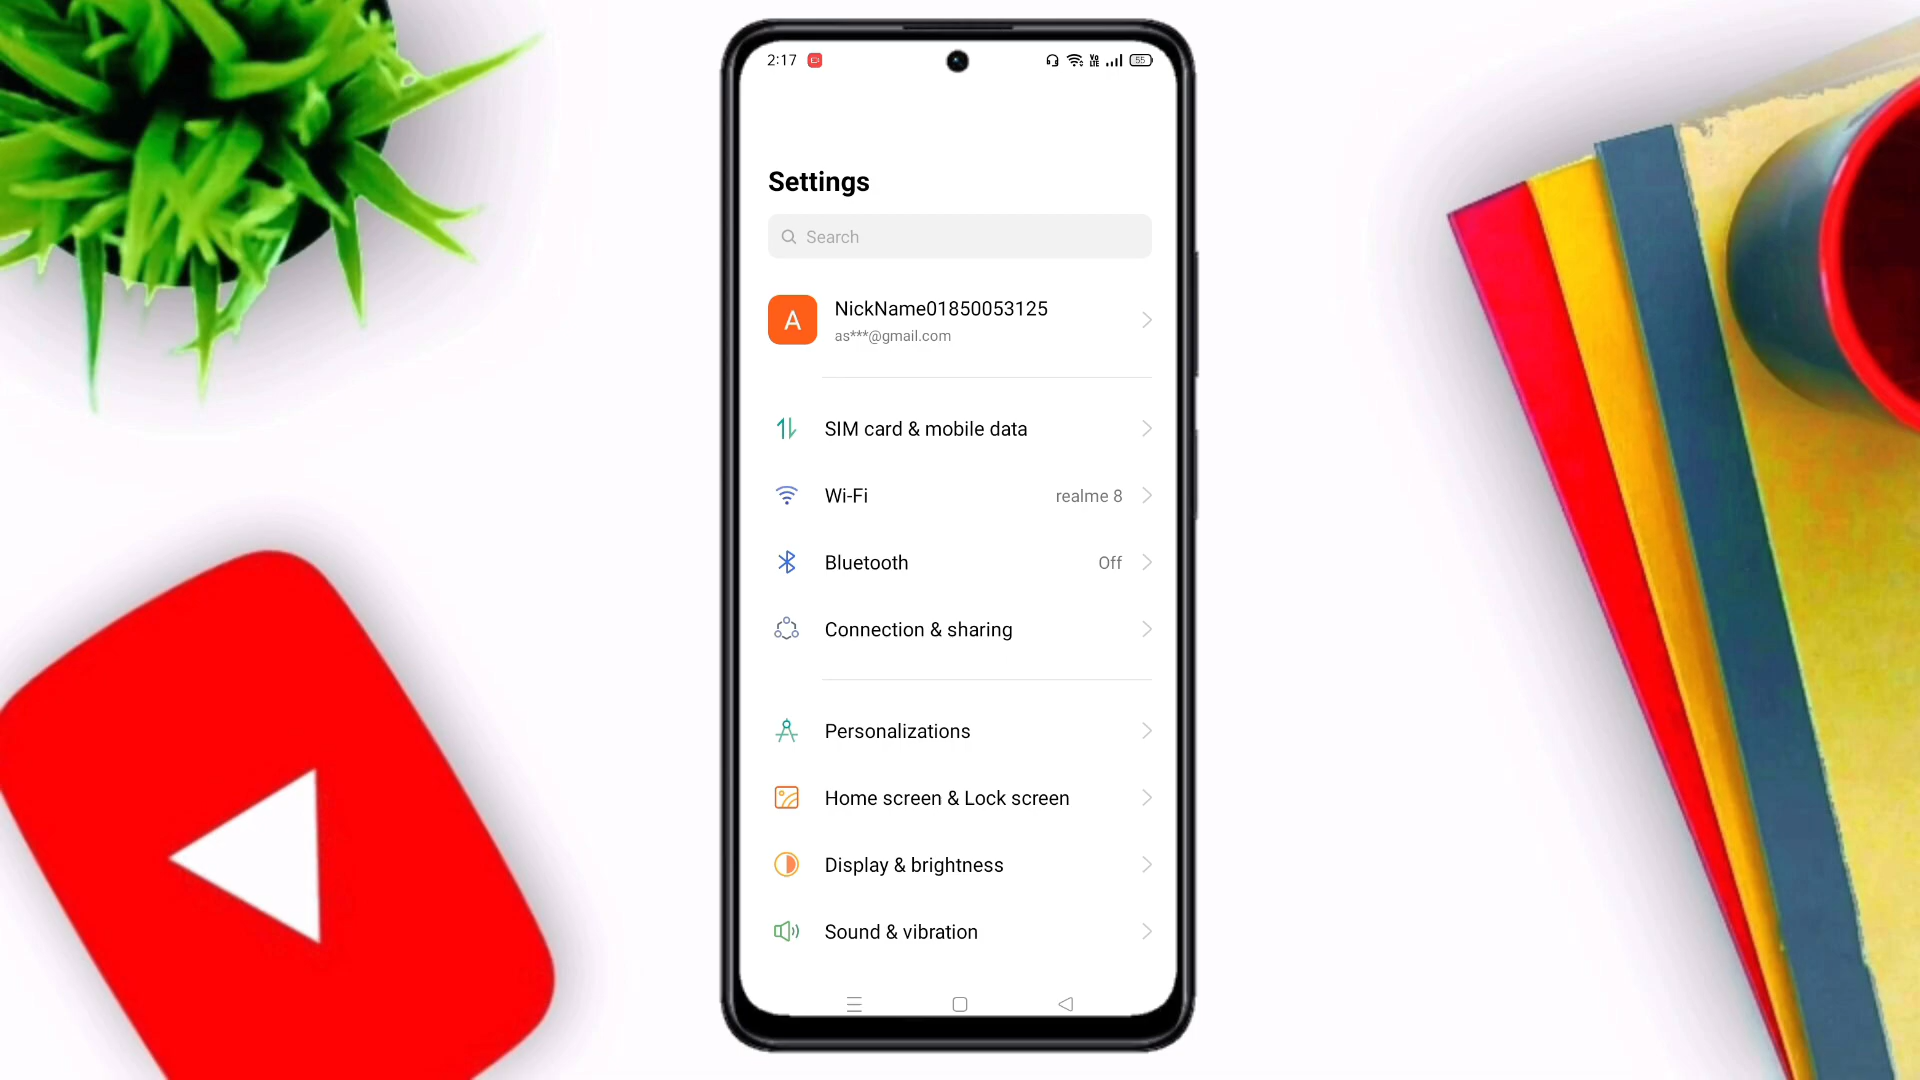 2:17
55
Settings
Search
A
NickName01850053125
as***@gmail.com
SIM card & mobile data
Wi-Fi realme 8
Bluetooth Off
Connection & sharing
Personalizations
Home screen & Lock screen
Display & brightness
Sound & vibration